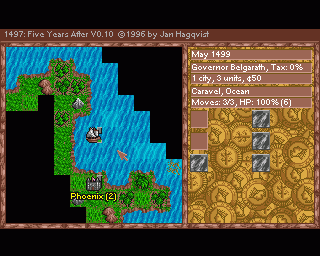 1497: Five Years After V0.10 ©1996 by Jan Hagqvist
May 1499
Governor Belgarath, Tax: 0%
1 city, 3 units, ¢50
Caravel, Ocean
Moves: 3/3, HP: 100% (6)
Phoenix (2)